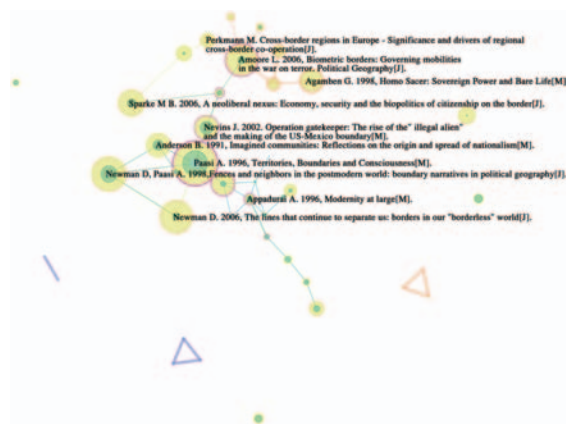 Perkmann M. Cross-border regions in Europe - Significance and drivers of regional
cross-border co-operation[J].
Amoore L. 2006, Biometric borders: Governing mobilities
in the war on terror. Political Geography[J].
Agamben G. 1998, Homo Sacer: Sovereign Power and Bare Life[M]
Sparke M B. 2006, A neoliberal nexus: Economy, security and the biopolitics of citizenship on the border[J].
Nevins J. 2002. Operation gatekeeper: The rise of the" illegal alien"
and the making of the US-Mexico boundary[M].
Anderson B. 1991, Imagined communities: Reflections on the origin and spread of nationalism[M].
Paasi A. 1996, Territories, Boundaries and Consciousness[M].
Newman D, Paasi A. 1998,Fences and neighbors in the postmodern world: boundary narratives in political geography[J].
Appadurai A. 1996, Modernity at large[M].
Newman D. 2006, The lines that continue to separate us: borders in our "borderless" world[J].